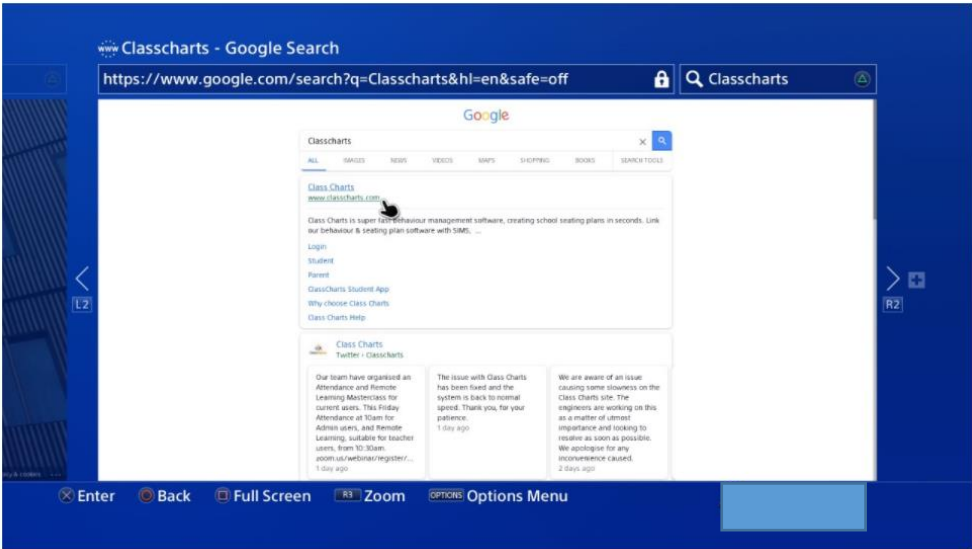 Classcharts - Google Search
https://www.google.com/search?q=Classcharts&hl=en&safe=off
Classcharts
Google
Classcharts
ALL IMAGES NEWS VIDEOS MAPS SHOPPING BOOKS SEARCH TOOLS
Class Charts
www.classcharts.com
Class Charts is super fast behaviour management software, creating school seating plans in seconds. Link
our behaviour & seating plan software with SIMS, ...
Login
Student
Parent
ClassCharts Student App
Why choose Class Charts
Class Charts Help
L2
R2
Class Charts
Twitter › Classcharts
Our team have organised an
Attendance and Remote
Learning Masterclass for
current users. This Friday
Attendance at 10am for
Admin users, and Remote
Learning, suitable for teacher
users, from 10:30am.
zoom.us/webinar/register/...
1 day ago
The issue with Class Charts
has been fixed and the
system is back to normal
speed. Thank you, for your
patience.
1 day ago
We are aware of an issue
causing some slowness on the
Class Charts site. The
engineers are working on this
as a matter of utmost
importance and looking to
resolve as soon as possible.
We apologise for any
inconvenience caused.
2 days ago
Enter Back Full Screen R3 Zoom OPTIONS Options Menu